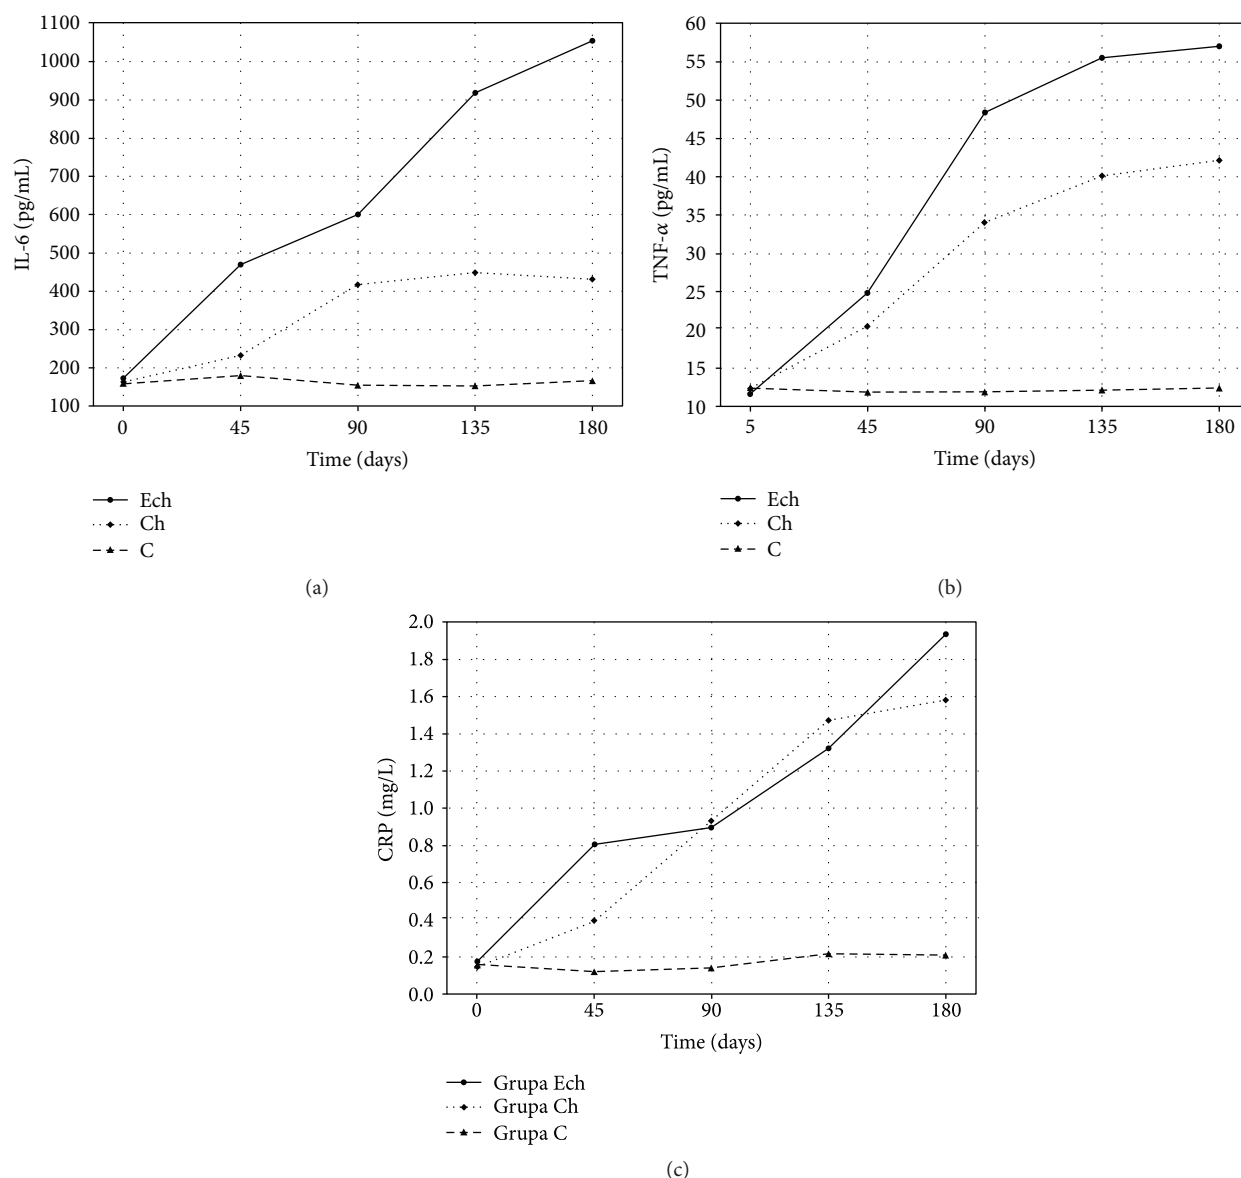 1100
1000
900
800
700
600
500
400
300
200
100
IL-6 (pg/mL)
0 45 90 135 180
Time (days)
Ech
Ch
C
(a)
60
55
50
45
40
35
30
25
20
15
10
TNF-α (pg/mL)
5 45 90 135 180
Time (days)
Ech
Ch
C
(b)
2.0
1.8
1.6
1.4
1.2
1.0
0.8
0.6
0.4
0.2
0.0
CRP (mg/L)
0 45 90 135 180
Time (days)
Grupa Ech
Grupa Ch
Grupa C
(c)